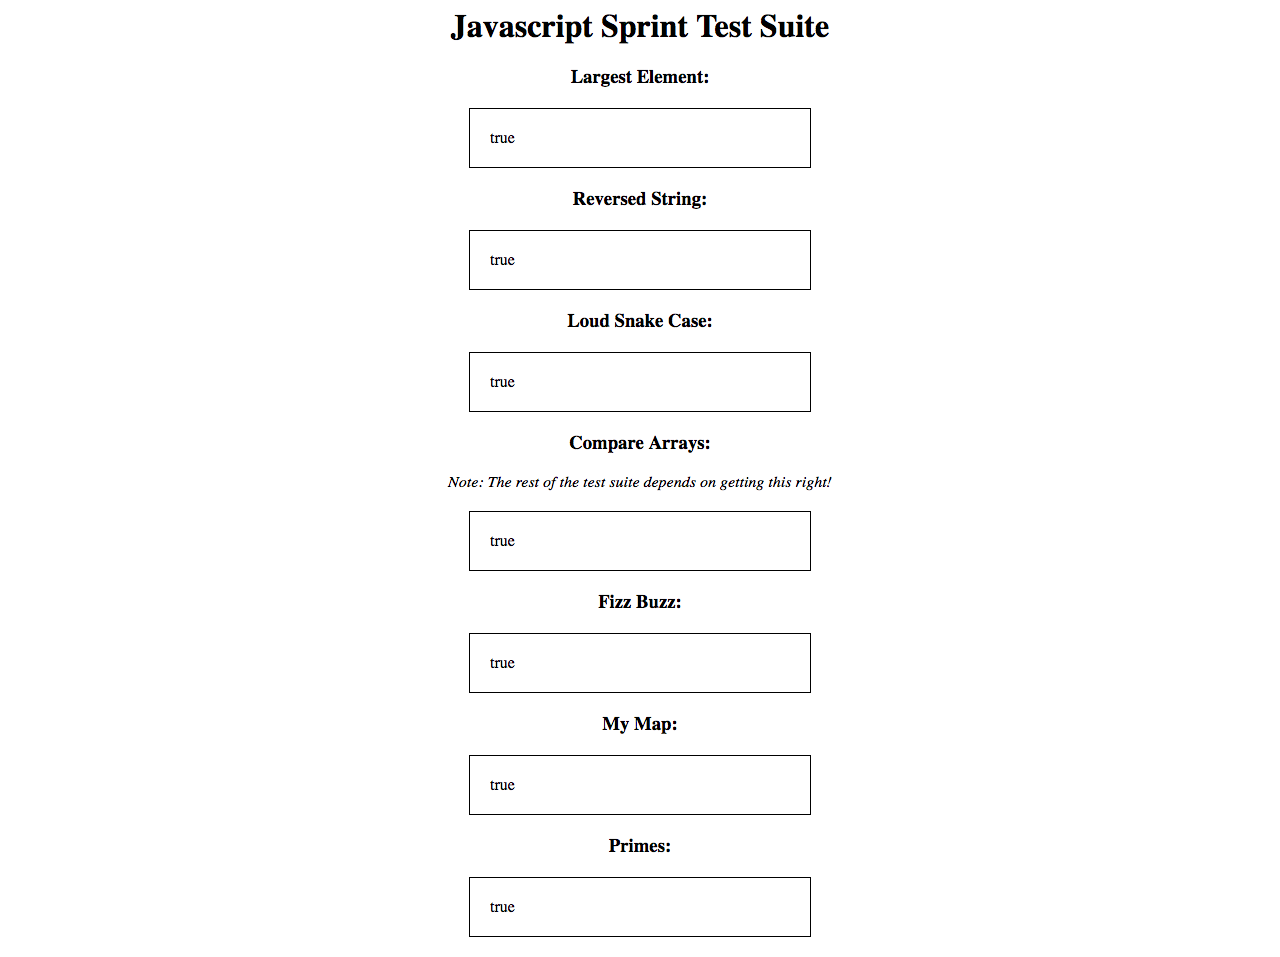 Javascript Sprint Test Suite
Largest Element:
true
Reversed String:
true
Loud Snake Case:
true
Compare Arrays:
Note: The rest of the test suite depends on getting this right!
true
Fizz Buzz:
true
My Map:
true
Primes:
true